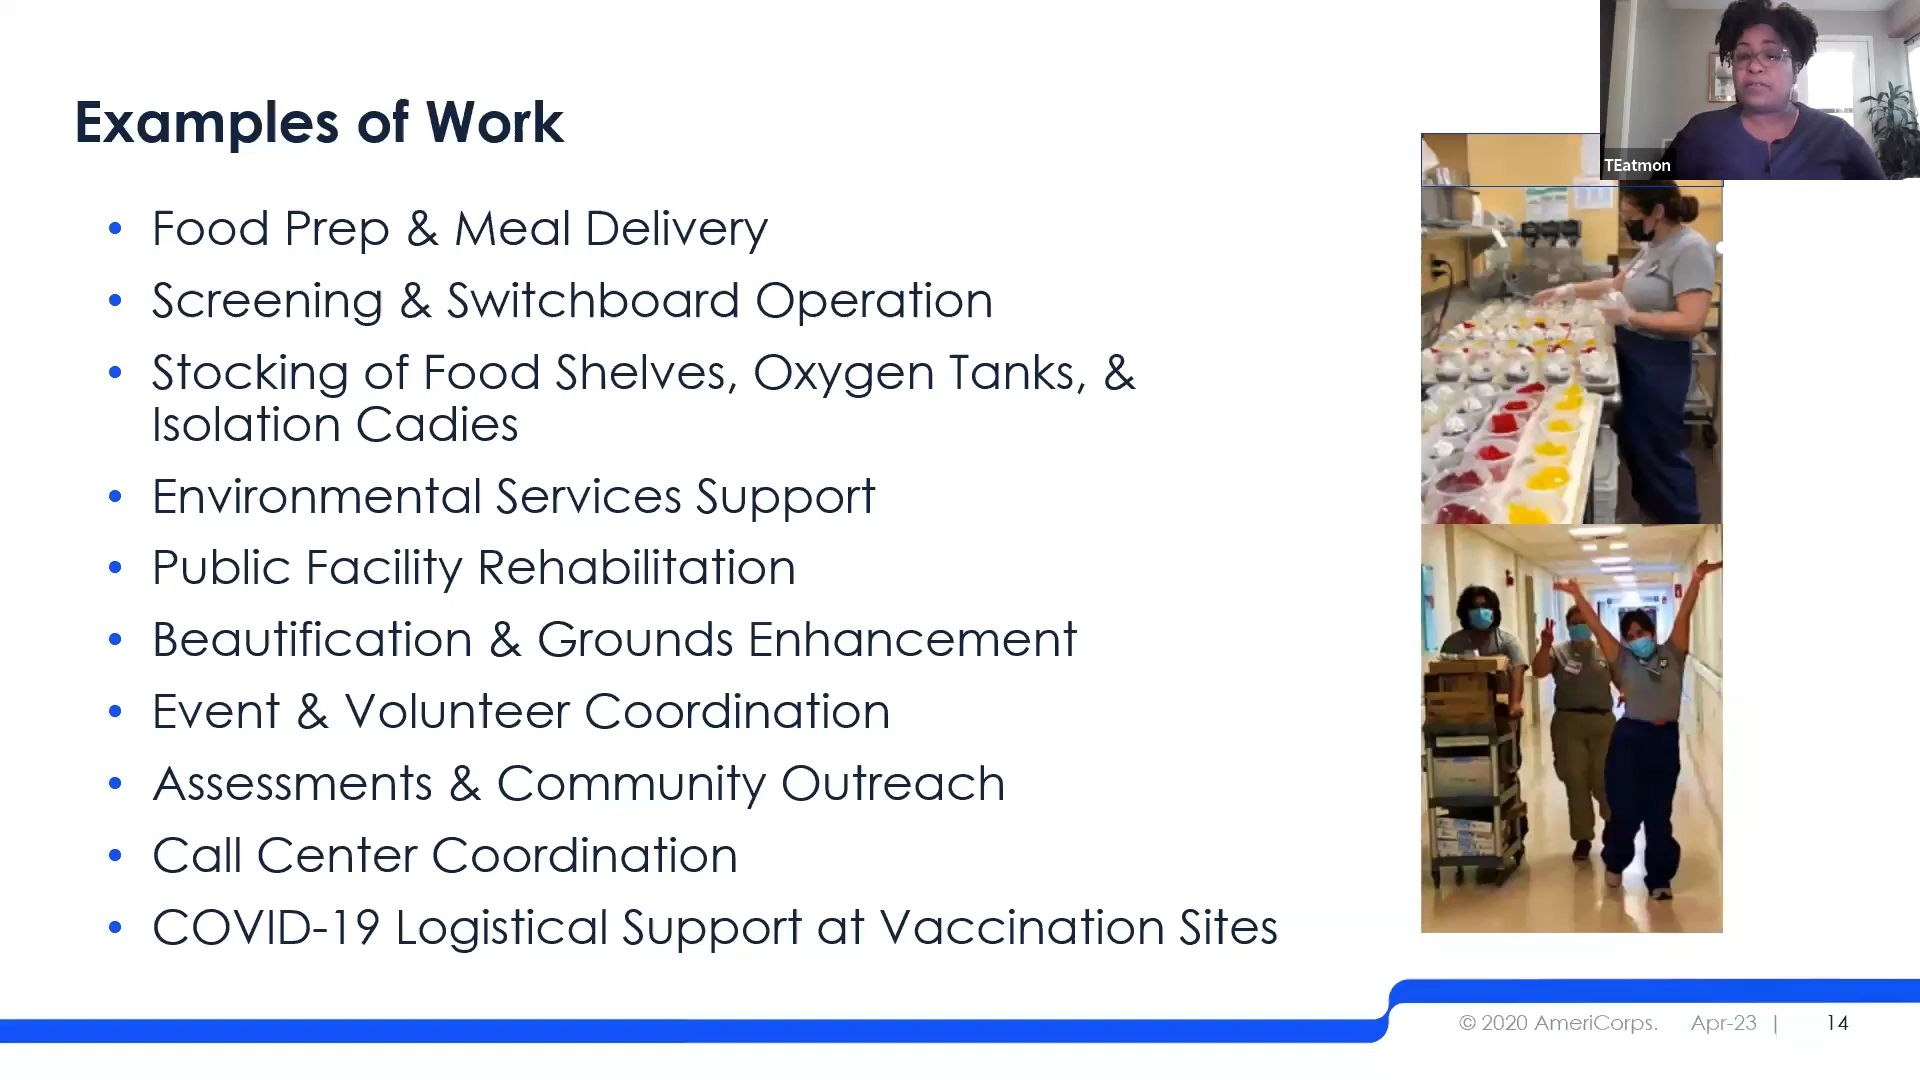 TEatmon
Examples of Work
• Food Prep & Meal Delivery
• Screening & Switchboard Operation
• Stocking of Food Shelves, Oxygen Tanks, &
Isolation Cadies
• Environmental Services Support
• Public Facility Rehabilitation
• Beautification & Grounds Enhancement
• Event & Volunteer Coordination
• Assessments & Community Outreach
• Call Center Coordination
• COVID-19 Logistical Support at Vaccination Sites
© 2020 AmeriCorps. Apr-23 | 14